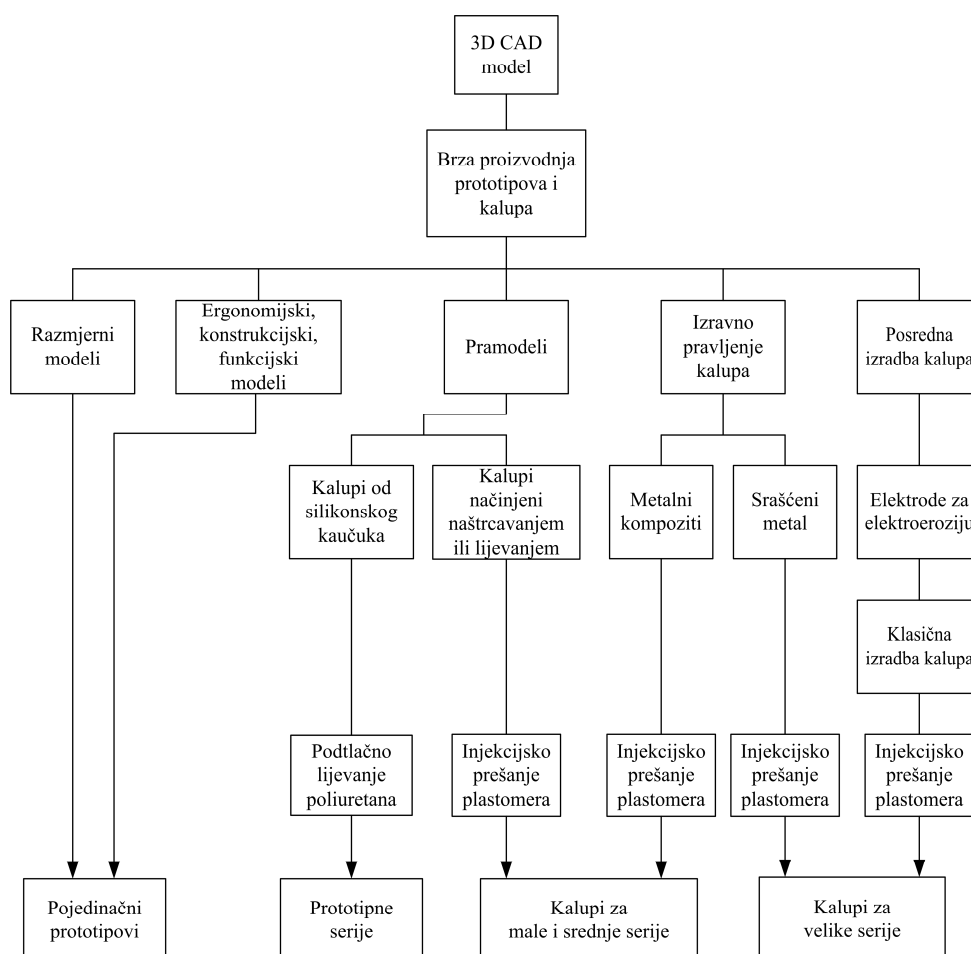 3D CAD
model
Brza proizvodnja
prototipova i
kalupa
Razmjerni
modeli
Ergonomijski,
konstrukcijski,
funkcijski
modeli
Pramodeli
Izravno
pravljenje
kalupa
Posredna
izradba kalupa
Kalupi od
silikonskog
kaučuka
Kalupi
načinjeni
naštrcavanjem
ili lijevanjem
Metalni
kompoziti
Srašćeni
metal
Elektrode za
elektroeroziju
Klasična
izradba kalupa
Podtlačno
lijevanje
poliuretana
Injekcijsko
prešanje
plastomera
Injekcijsko
prešanje
plastomera
Injekcijsko
prešanje
plastomera
Injekcijsko
prešanje
plastomera
Pojedinačni
prototipovi
Prototipne
serije
Kalupi za
male i srednje serije
Kalupi za
velike serije